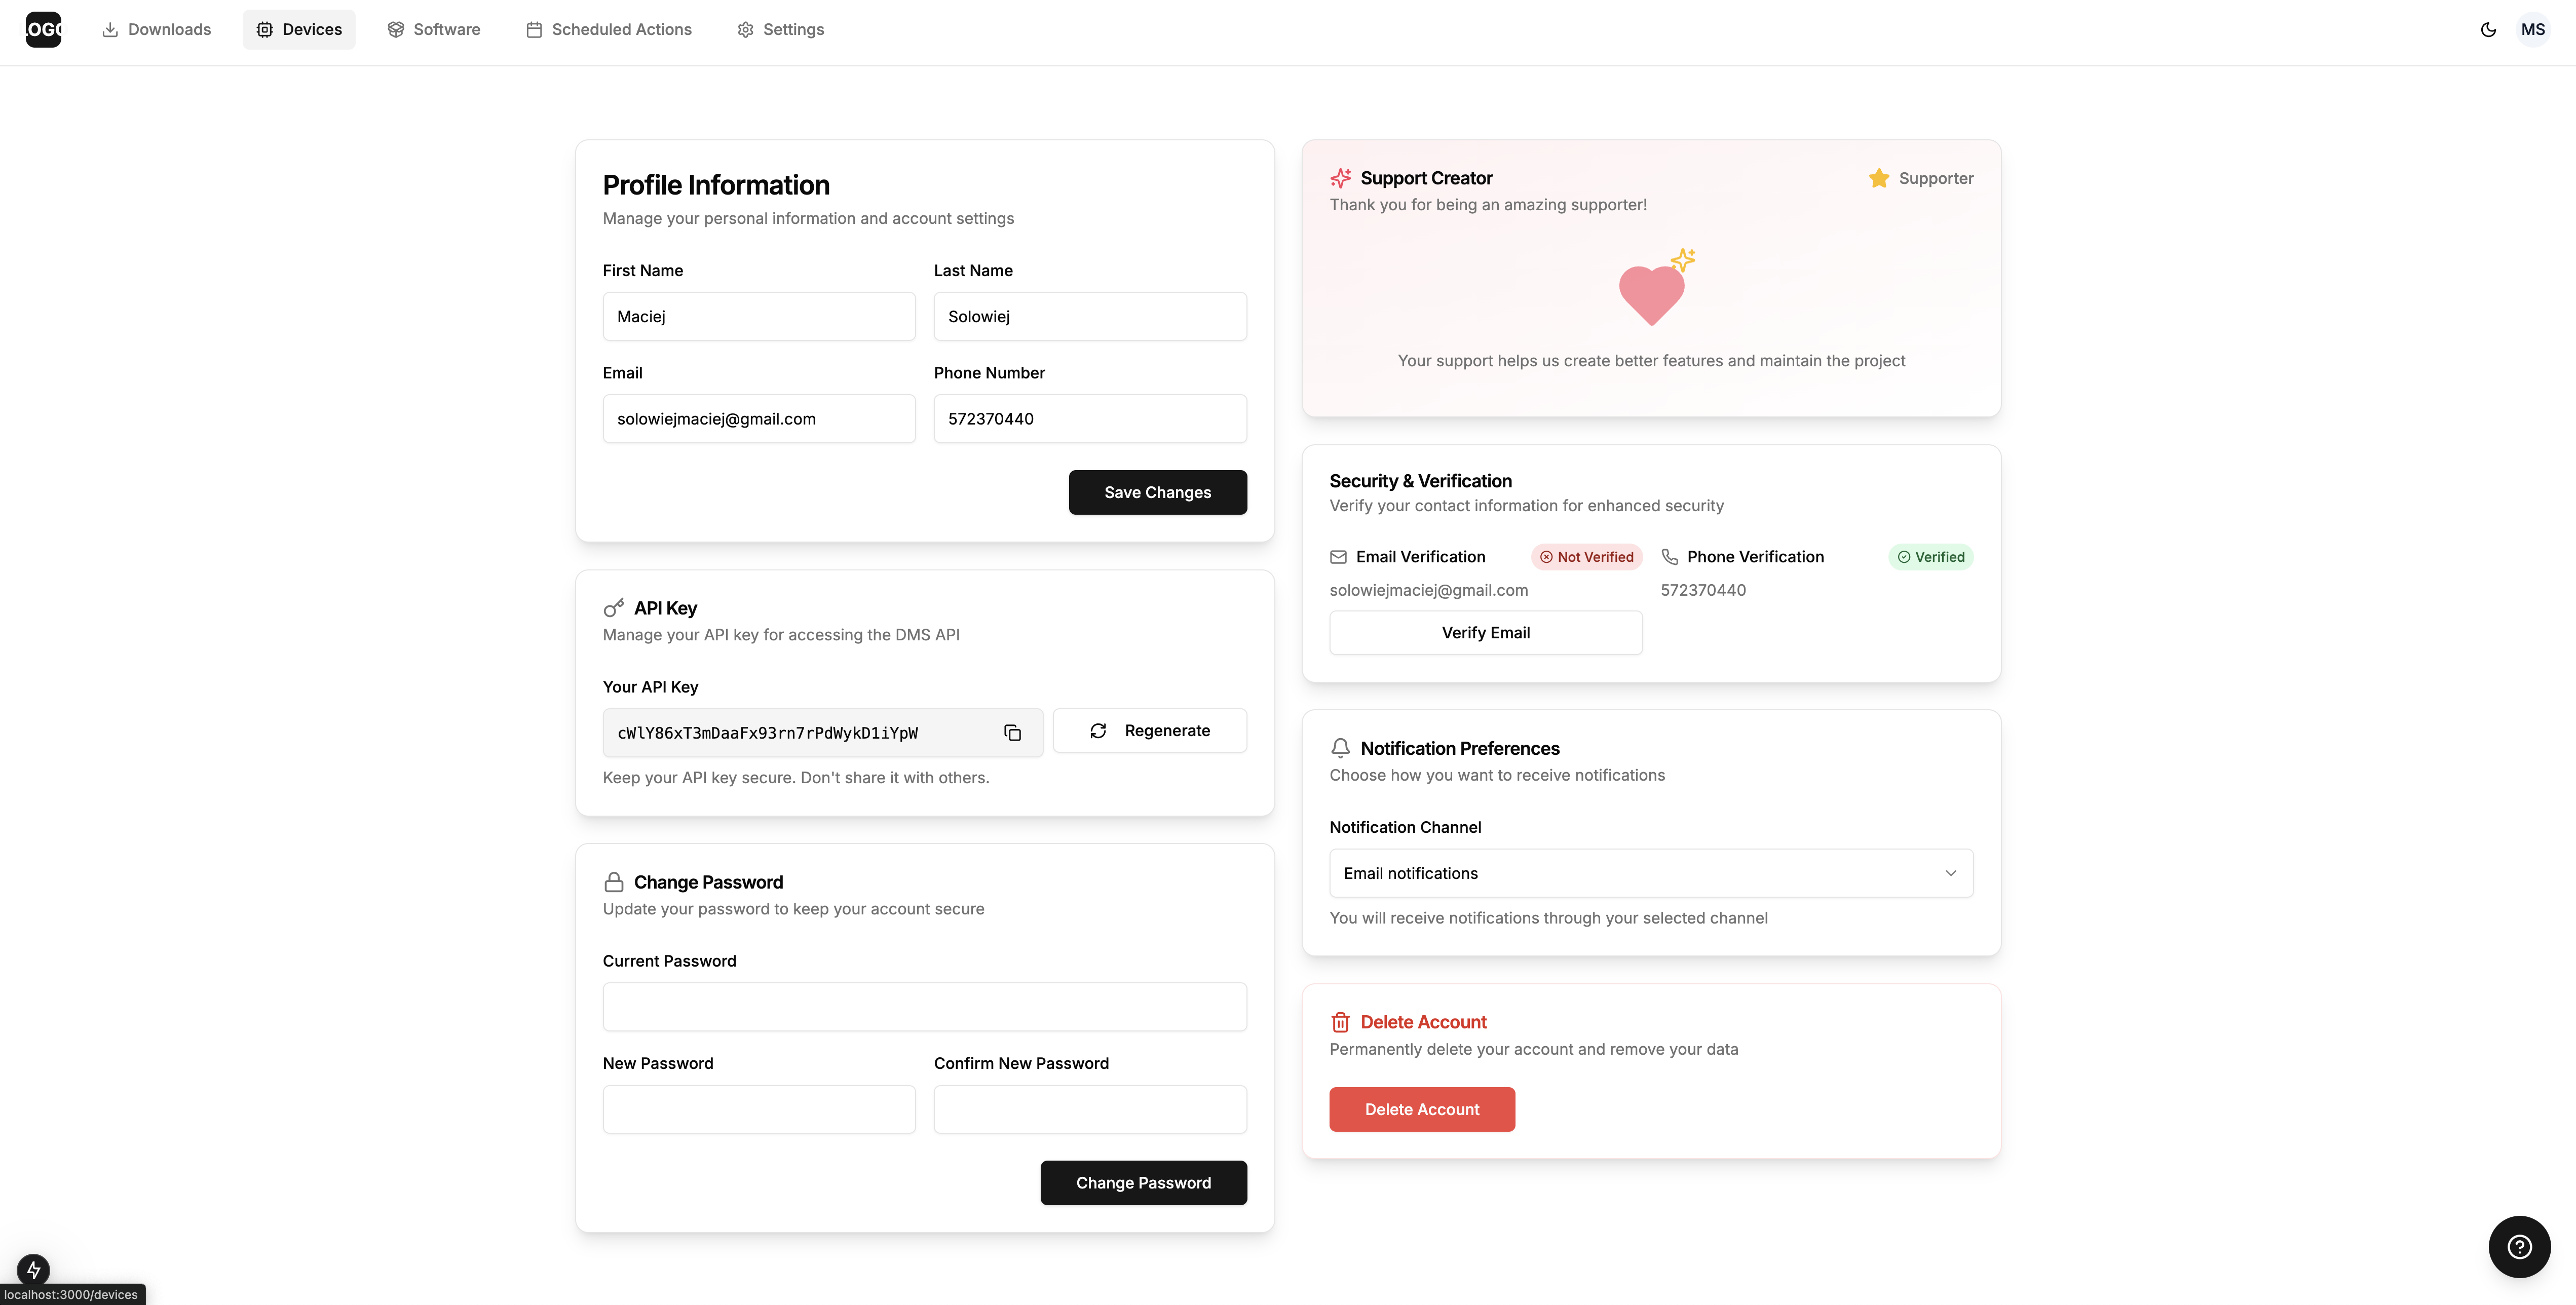 LOGO
Downloads
Devices
Software
Scheduled Actions
Settings
MS
Profile Information
Manage your personal information and account settings
First Name
Last Name
Maciej
Solowiej
Email
Phone Number
solowiejmaciej@gmail.com
572370440
Save Changes
API Key
Manage your API key for accessing the DMS API
Your API Key
cWlY86xT3mDaaFx93rn7rPdWykD1iYpW
Regenerate
Keep your API key secure. Don't share it with others.
Change Password
Update your password to keep your account secure
Current Password
New Password
Confirm New Password
Change Password
Support Creator
Supporter
Thank you for being an amazing supporter!
Your support helps us create better features and maintain the project
Security & Verification
Verify your contact information for enhanced security
Email Verification
Not Verified
Phone Verification
Verified
solowiejmaciej@gmail.com
572370440
Verify Email
Notification Preferences
Choose how you want to receive notifications
Notification Channel
Email notifications
You will receive notifications through your selected channel
Delete Account
Permanently delete your account and remove your data
Delete Account
localhost:3000/devices